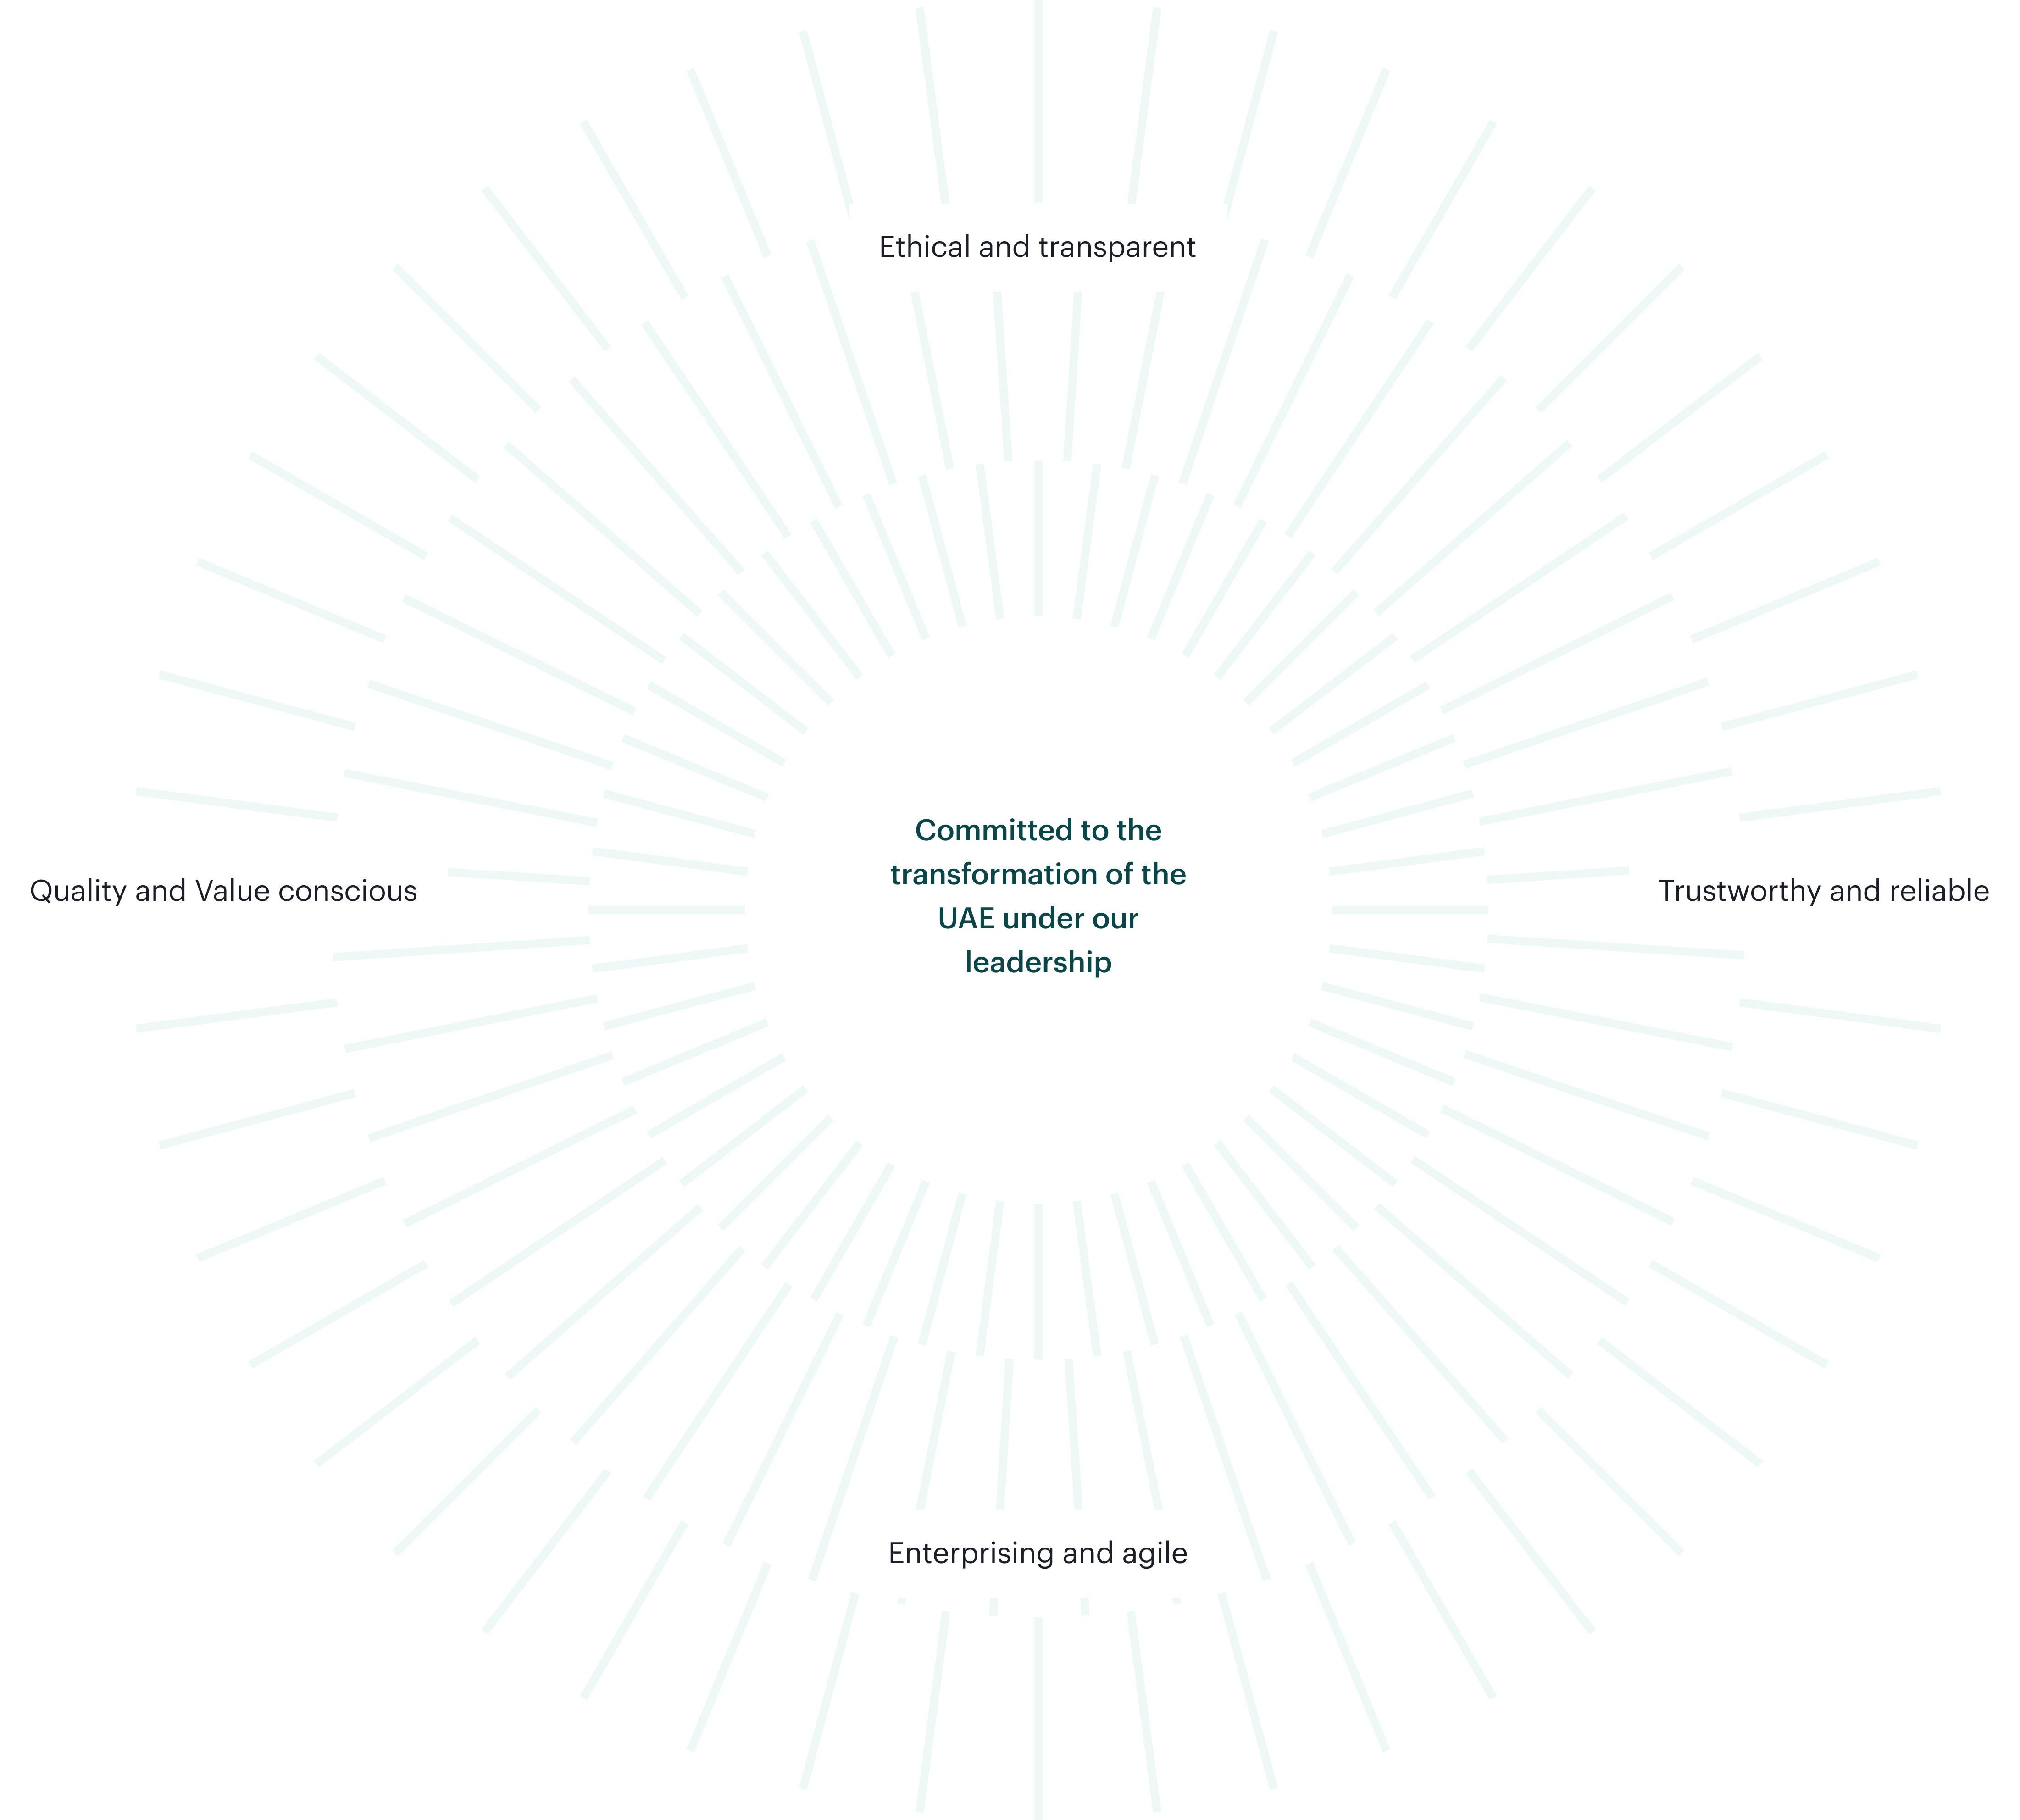 Ethical and transparent
Committed to the
transformation of the
UAE under our
leadership
Quality and Value conscious
Trustworthy and reliable
Enterprising and agile